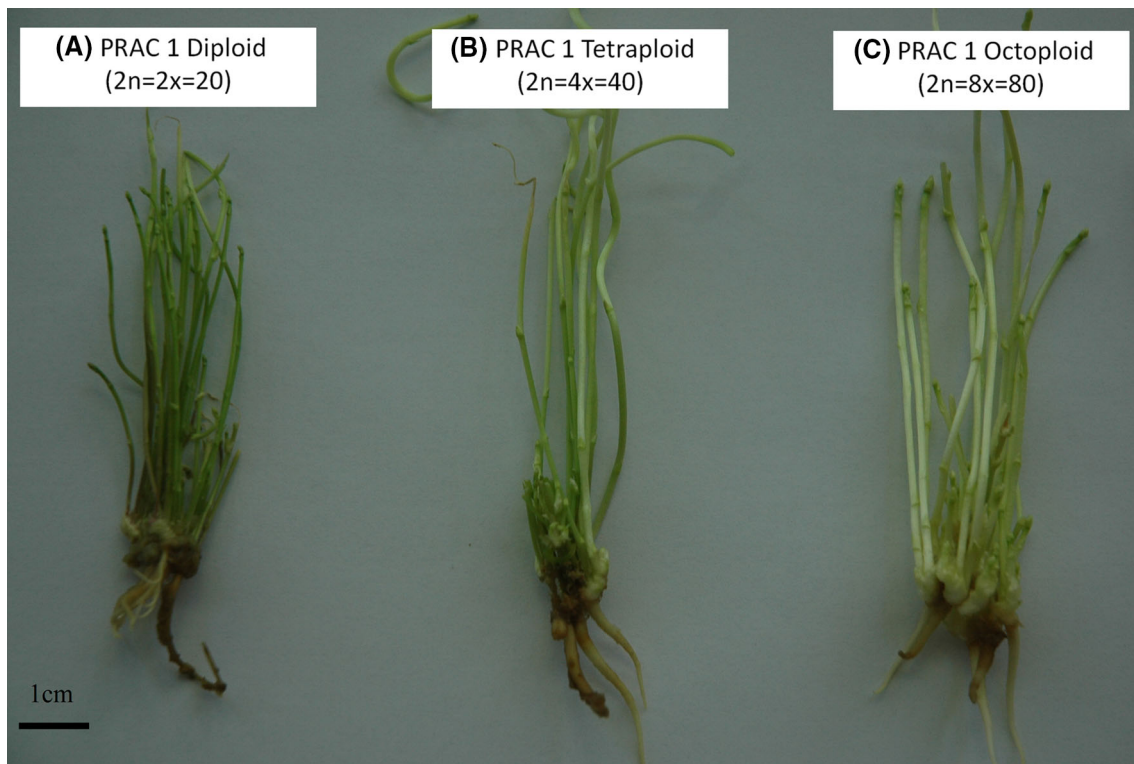 (A) PRAC 1 Diploid
(2n=2x=20)
(B) PRAC 1 Tetraploid
(2n=4x=40)
(C) PRAC 1 Octoploid
(2n=8x=80)
1cm